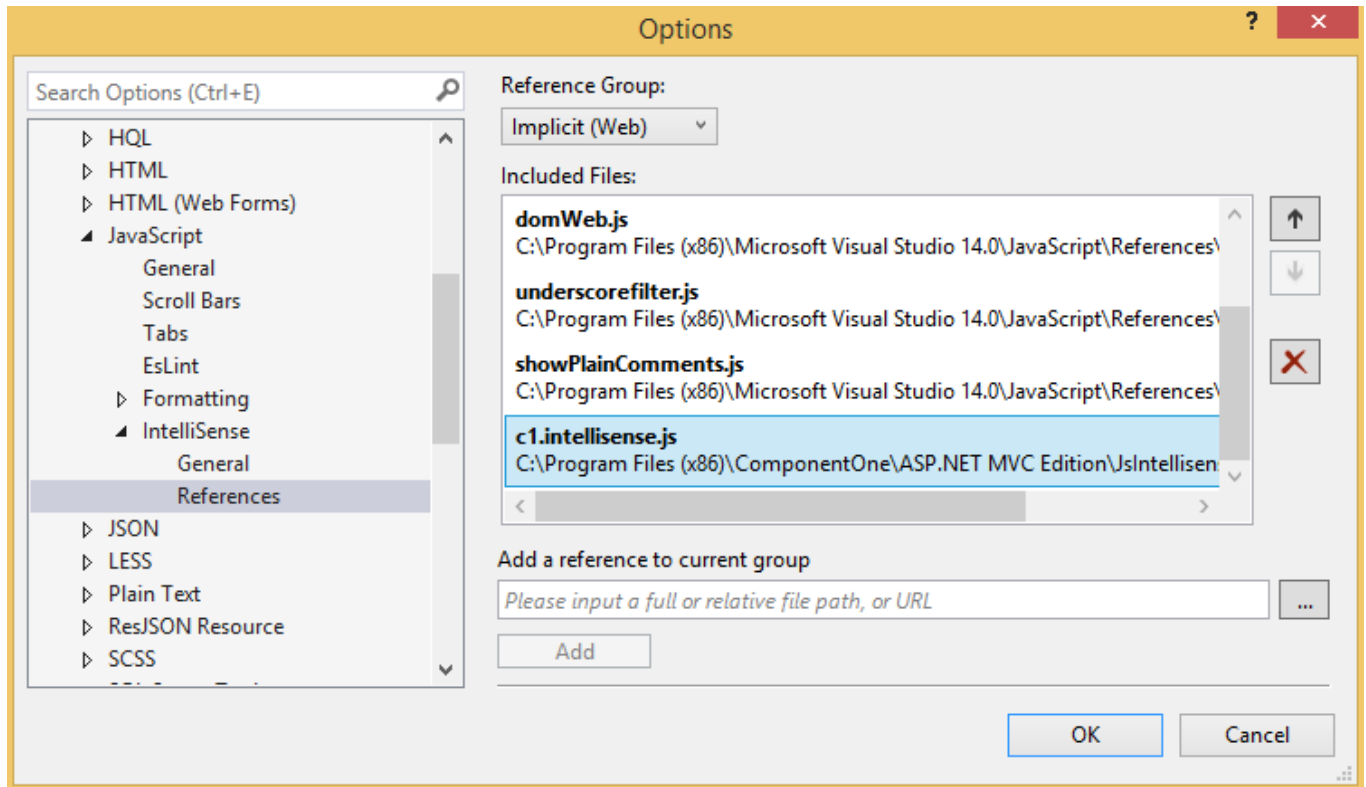 Options
?
Search Options (Ctrl+E)
HQL
HTML
HTML (Web Forms)
JavaScript
General
Scroll Bars
Tabs
EsLint
Formatting
IntelliSense
General
References
JSON
LESS
Plain Text
ResJSON Resource
SCSS
Reference Group:
Implicit (Web)
Included Files:
domWeb.js
C:\Program Files (x86)\Microsoft Visual Studio 14.0\JavaScript\References\
underscorefilter.js
C:\Program Files (x86)\Microsoft Visual Studio 14.0\JavaScript\References\
showPlainComments.js
C:\Program Files (x86)\Microsoft Visual Studio 14.0\JavaScript\References\
c1.intellisense.js
C:\Program Files (x86)\ComponentOne\ASP.NET MVC Edition\JsIntellisen
Add a reference to current group
Please input a full or relative file path, or URL
...
Add
OK
Cancel